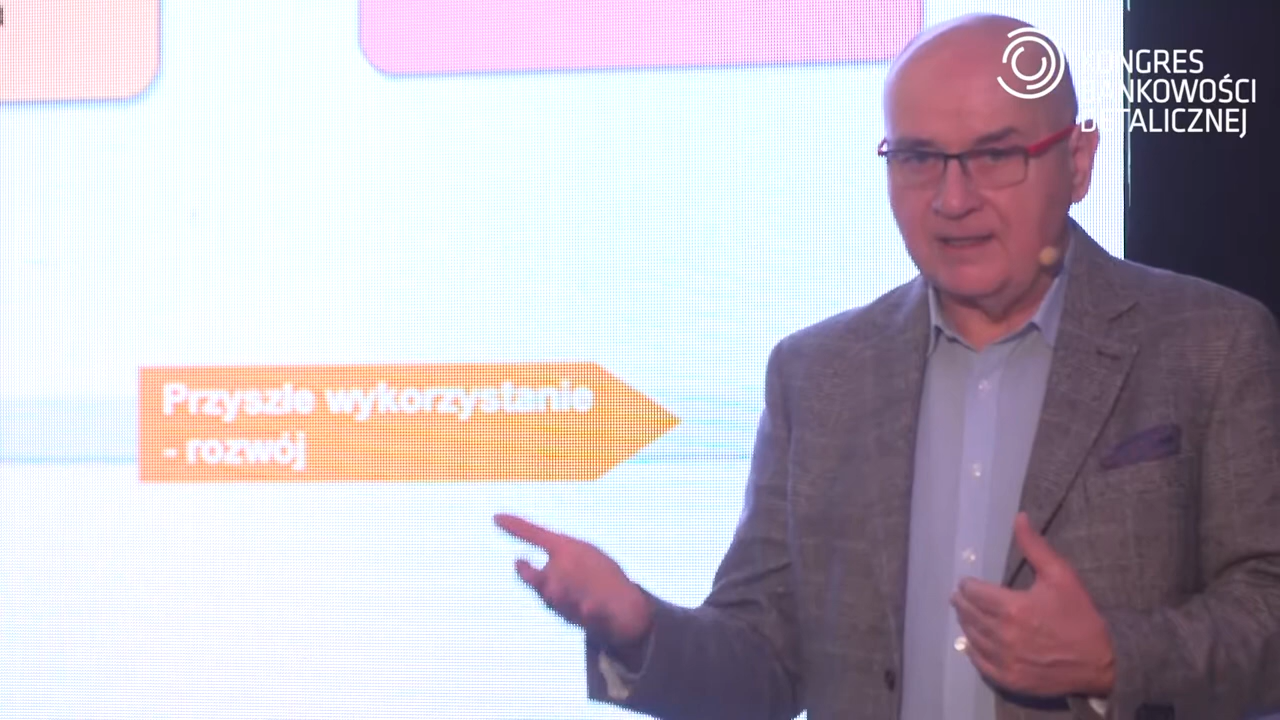 KONGRES
BANKOWOŚCI
DETALICZNEJ
Przyszłe wykorzystanie
- rozwój